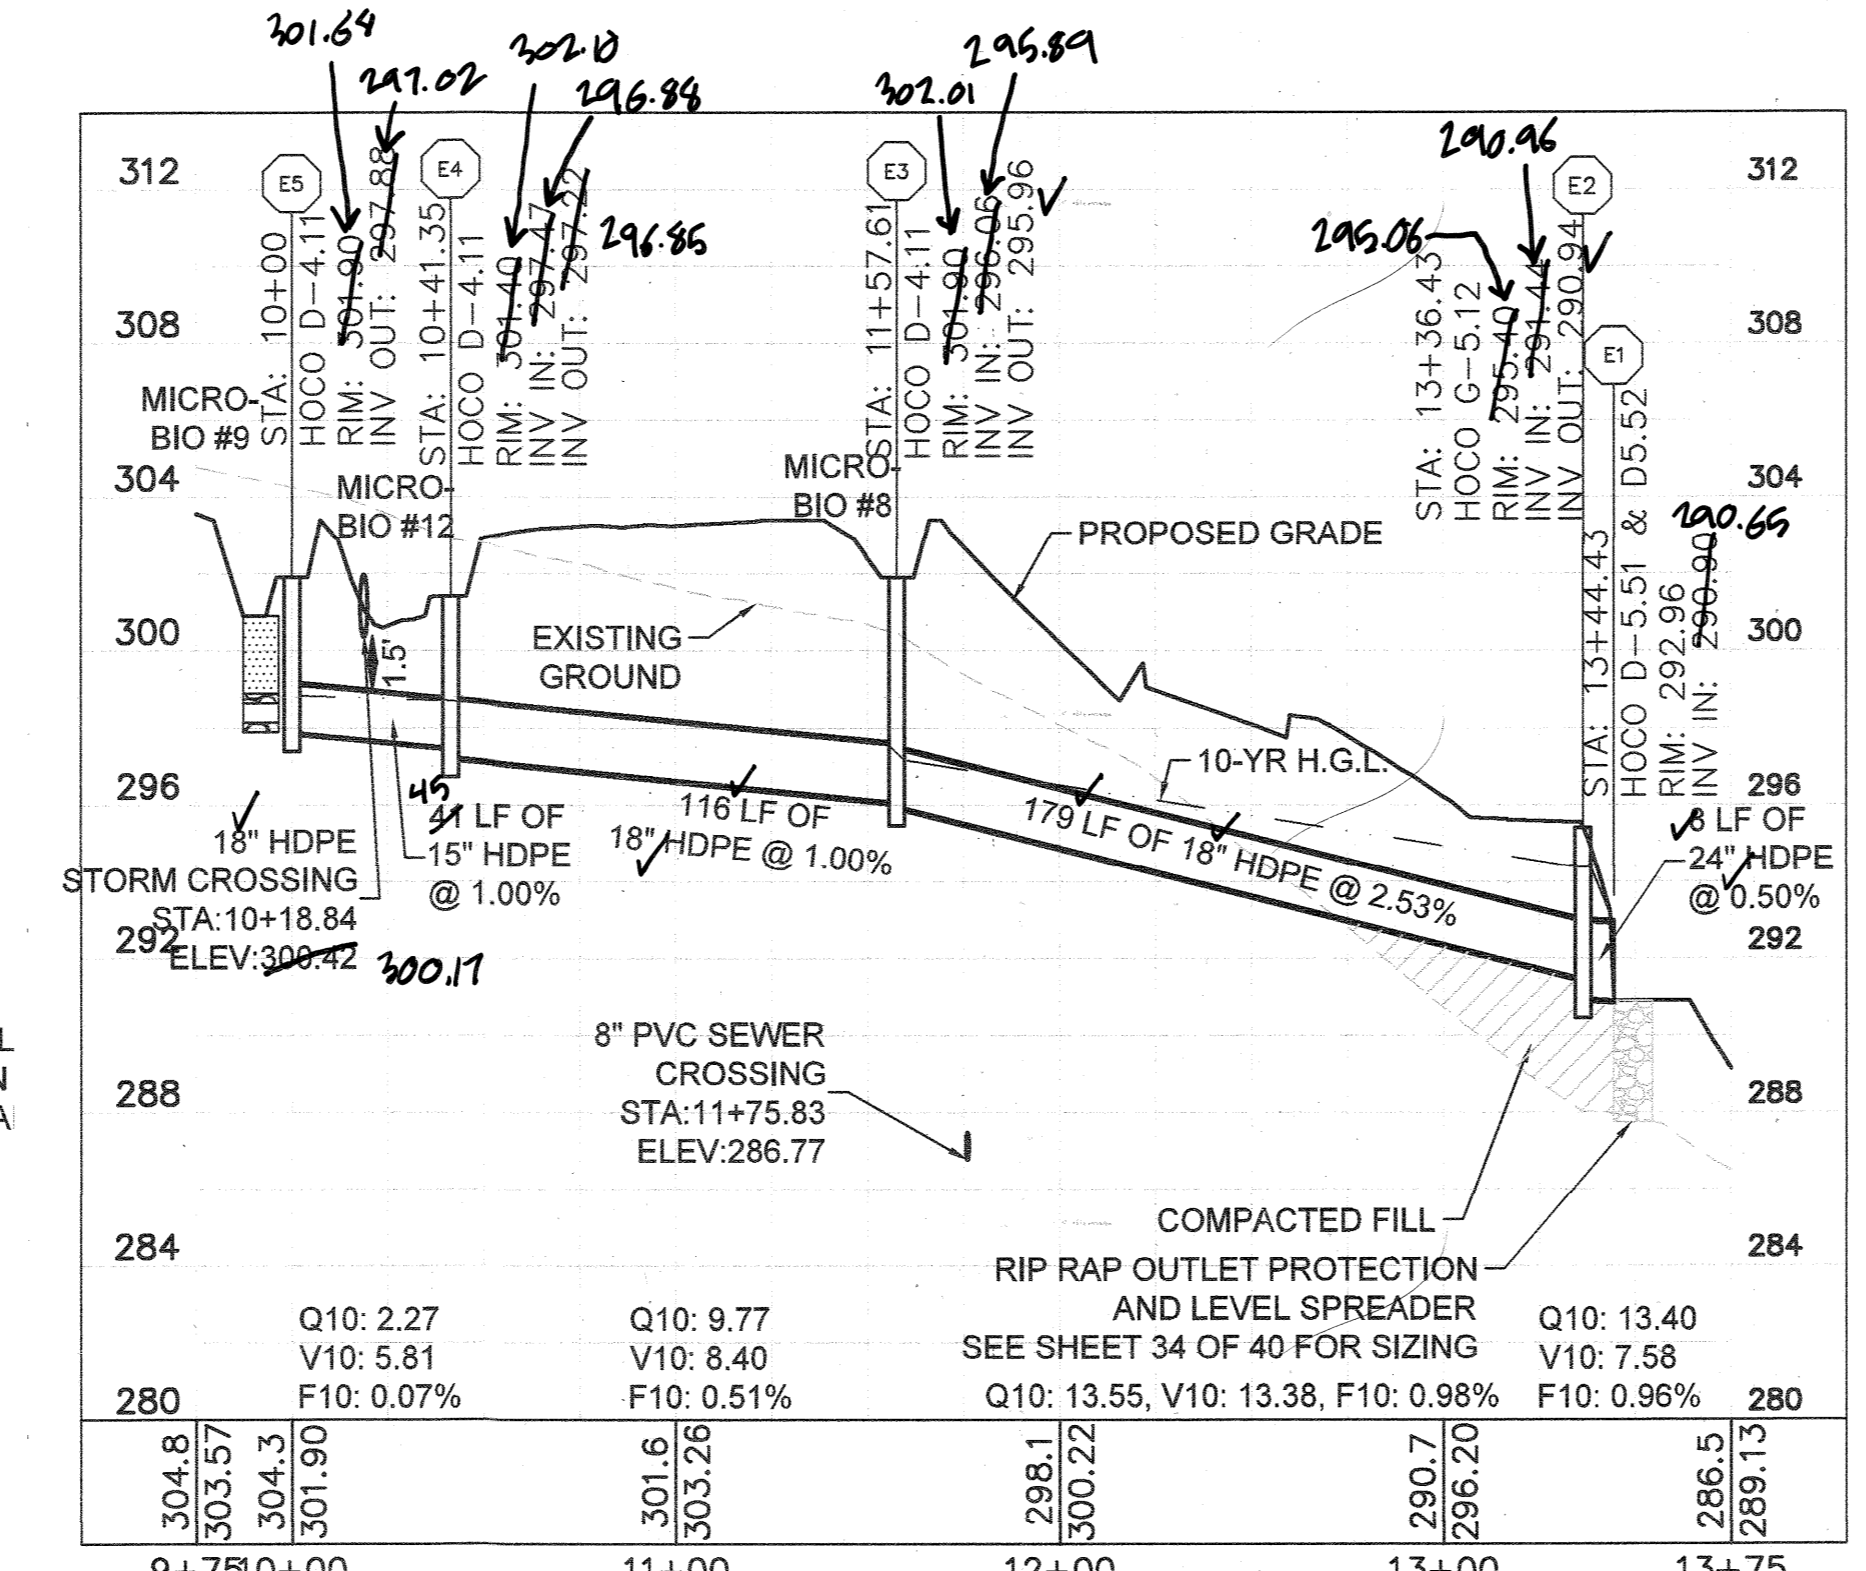 301.64
297.02
302.10
296.88
302.01
295.89
290.96
312
E5
E4
E3
E2
312
STA: 10+00
HOCO D-4.11
RIM: 301.90
INV OUT: 297.88
STA: 10+41.35
HOCO D-4.11
RIM: 301.40
INV IN: 297.47
INV OUT: 297.22
296.85
STA: 11+57.61
HOCO D-4.11
RIM: 301.90
INV IN: 296.06
INV OUT: 295.96
295.06
STA: 13+36.43
HOCO G-5.12
RIM: 295.40
INV IN: 291.44
INV OUT: 290.94
308
308
E1
STA: 13+44.43
HOCO D-5.51 & D5.52
RIM: 292.96
INV IN: 290.90
290.65
MICRO-
BIO #9
304
MICRO-
BIO #12
MICRO-
BIO #8
304
PROPOSED GRADE
300
EXISTING
GROUND
300
1.5'
296
10-YR H.G.L.
296
45
18" HDPE
STORM CROSSING
STA:10+18.84
ELEV:300.42
300.17
41 LF OF
15" HDPE
@ 1.00%
116 LF OF
18" HDPE @ 1.00%
179 LF OF 18" HDPE @ 2.53%
8 LF OF
24" HDPE
@ 0.50%
292
292
8" PVC SEWER
CROSSING
STA:11+75.83
ELEV:286.77
288
288
COMPACTED FILL
284
284
RIP RAP OUTLET PROTECTION
AND LEVEL SPREADER
SEE SHEET 34 OF 40 FOR SIZING
Q10: 2.27
V10: 5.81
F10: 0.07%
Q10: 9.77
V10: 8.40
F10: 0.51%
Q10: 13.55, V10: 13.38, F10: 0.98%
Q10: 13.40
V10: 7.58
F10: 0.96%
280
280
304.8
303.57
304.3
301.90
301.6
303.26
298.1
300.22
290.7
296.20
286.5
289.13
9+75
10+00
11+00
12+00
13+00
13+75